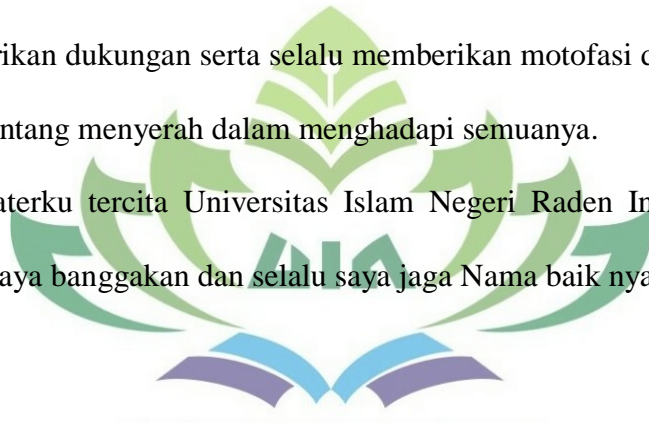 rikan dukungan serta selalu memberikan motofasi d
ntang menyerah dalam menghadapi semuanya.
aterku tercita Universitas Islam Negeri Raden In
aya banggakan dan selalu saya jaga Nama baik nya
UIN